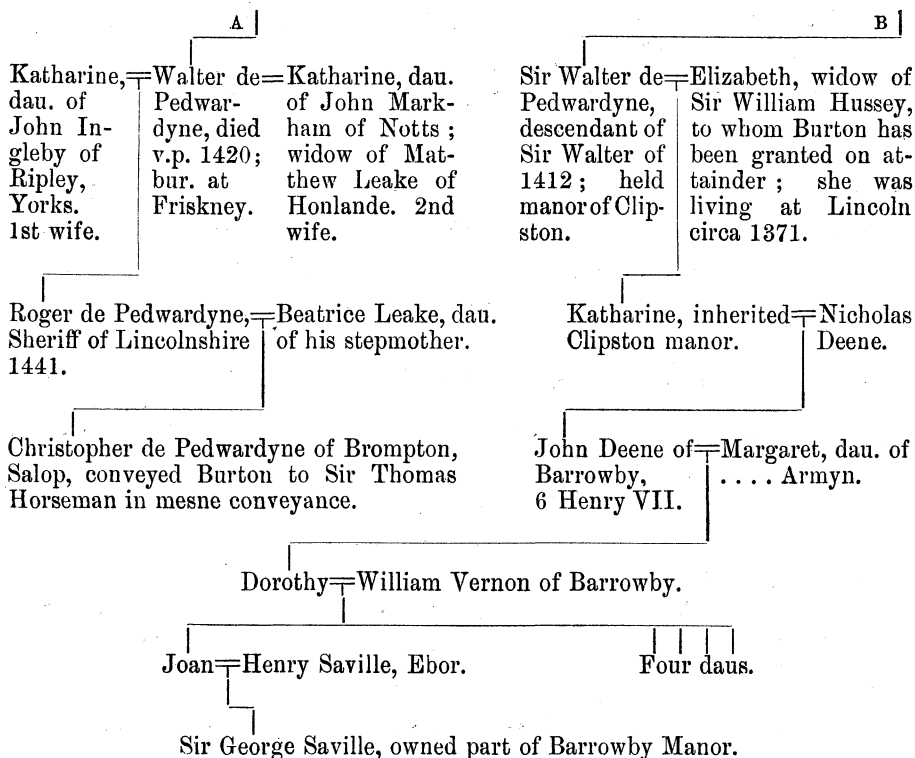 A
B
Katharine,
dau. of
John In-
gleby of
Ripley,
Yorks.
1st wife.
Walter de
Pedwar-
dyne, died
v.p. 1420;
bur. at
Friskney.
Katharine, dau.
of John Mark-
ham of Notts ;
widow of Mat-
thew Leake of
Honlande. 2nd
wife.
Sir Walter de
Pedwardyne,
descendant of
Sir Walter of
1412 ; held
manor of Clip-
ston.
Elizabeth, widow of
Sir William Hussey,
to whom Burton has
been granted on at-
tainder ; she was
living at Lincoln
circa 1371.
Roger de Pedwardyne,
Sheriff of Lincolnshire
1441.
Beatrice Leake, dau.
of his stepmother.
Katharine, inherited
Clipston manor.
Nicholas
Deene.
Christopher de Pedwardyne of Brompton,
Salop, conveyed Burton to Sir Thomas
Horseman in mesne conveyance.
John Deene of
Barrowby,
6 Henry VII.
Margaret, dau. of
. . . . Armyn.
Dorothy
William Vernon of Barrowby.
Joan
Henry Saville, Ebor.
Four daus.
Sir George Saville, owned part of Barrowby Manor.